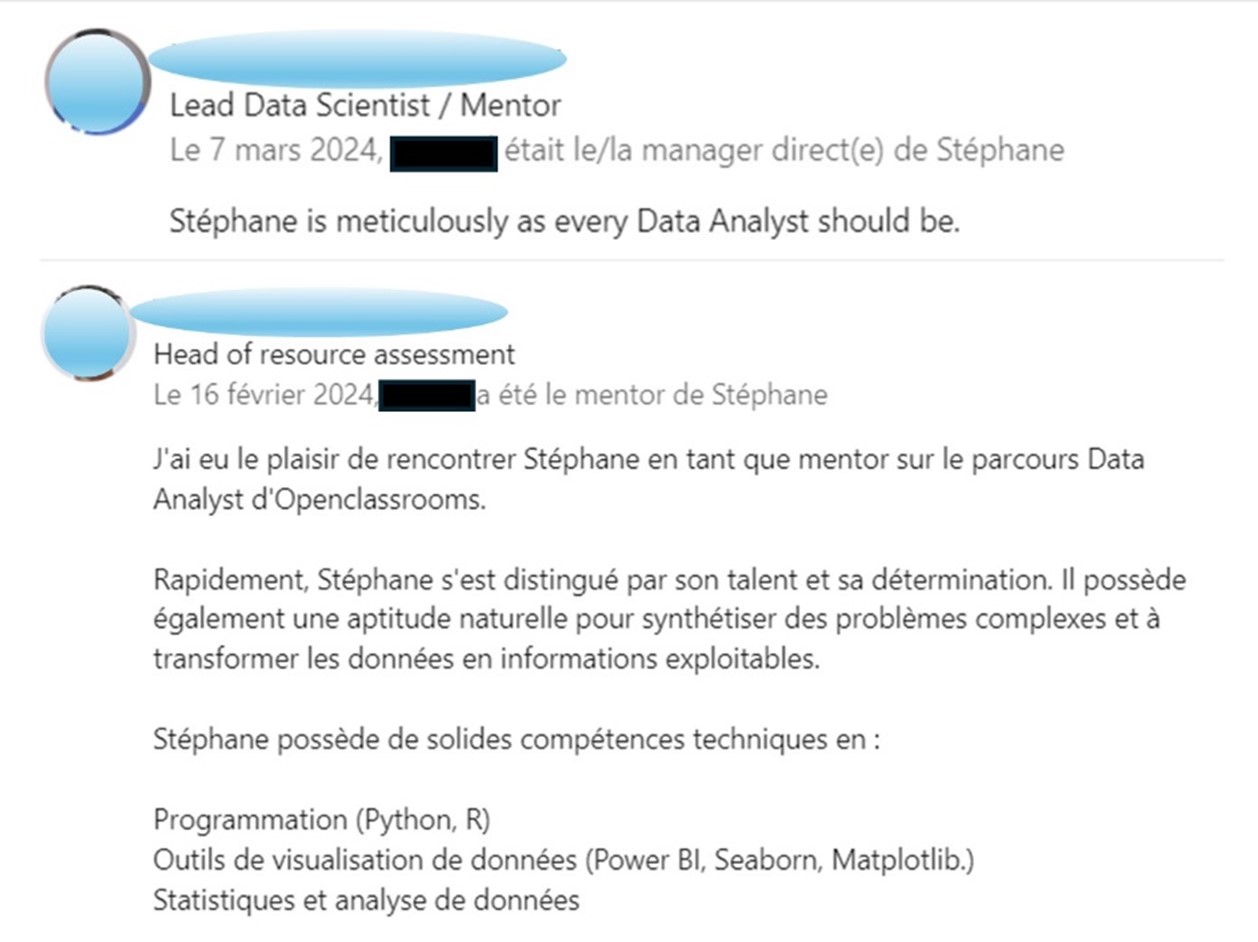 Lead Data Scientist / Mentor
Le 7 mars 2024, était le/la manager direct(e) de Stéphane
Stéphane is meticulously as every Data Analyst should be.
Head of resource assessment
Le 16 février 2024, a été le mentor de Stéphane
J'ai eu le plaisir de rencontrer Stéphane en tant que mentor sur le parcours Data
Analyst d'Openclassrooms.
Rapidement, Stéphane s'est distingué par son talent et sa détermination. Il possède
également une aptitude naturelle pour synthétiser des problèmes complexes et à
transformer les données en informations exploitables.
Stéphane possède de solides compétences techniques en :
Programmation (Python, R)
Outils de visualisation de données (Power BI, Seaborn, Matplotlib.)
Statistiques et analyse de données